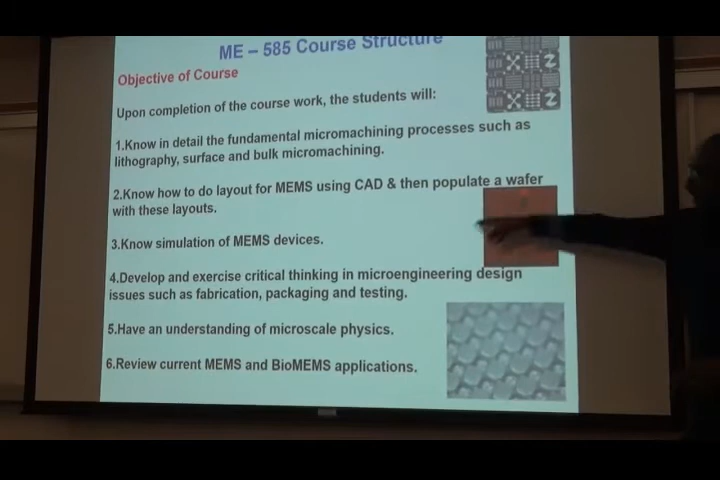 ME – 585 Course Structure
Objective of Course
Upon completion of the course work, the students will:
1.Know in detail the fundamental micromachining processes such as
lithography, surface and bulk micromachining.
2.Know how to do layout for MEMS using CAD & then populate a wafer
with these layouts.
3.Know simulation of MEMS devices.
4.Develop and exercise critical thinking in microengineering design
issues such as fabrication, packaging and testing.
5.Have an understanding of microscale physics.
6.Review current MEMS and BioMEMS applications.